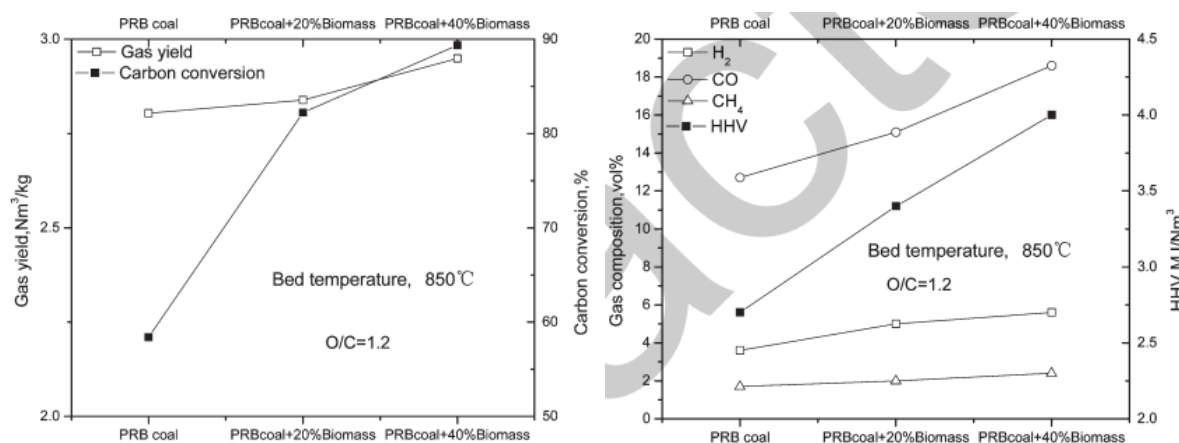 PRB coal PRBcoal+20%Biomass PRBcoal+40%Biomass
3.0
2.5
2.0
Gas yield,Nm³/kg
Gas yield
Carbon conversion
Bed temperature, 850℃
O/C=1.2
90
80
70
60
50
Carbon conversion,%
PRB coal PRBcoal+20%Biomass PRBcoal+40%Biomass
PRB coal PRBcoal+20%Biomass PRBcoal+40%Biomass
20
18
16
14
12
10
8
6
4
2
0
Gas composition,vol%
H₂
CO
CH₄
HHV
Bed temperature, 850℃
O/C=1.2
4.5
4.0
3.5
3.0
2.5
2.0
HHV,MJ/Nm³
PRB coal PRBcoal+20%Biomass PRBcoal+40%Biomass